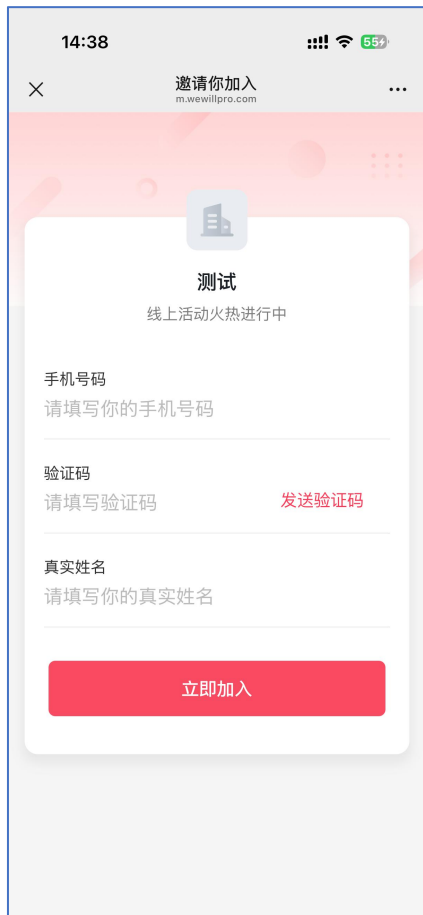 14:38
55
邀请你加入
m.wewillpro.com
测试
线上活动火热进行中
手机号码
请填写你的手机号码
验证码
请填写验证码 发送验证码
真实姓名
请填写你的真实姓名
立即加入